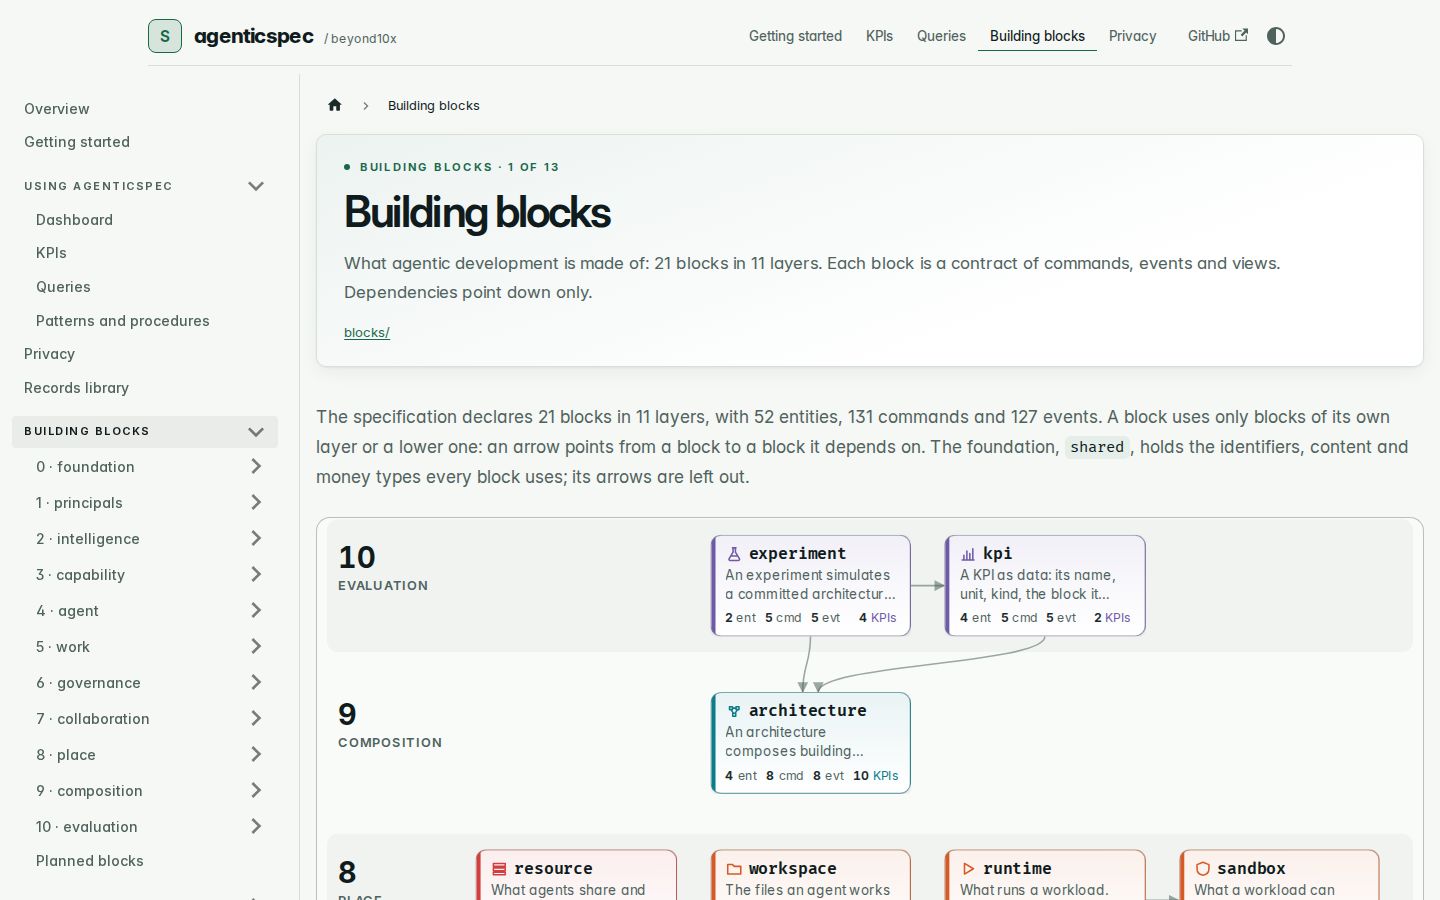 S agenticspec / beyond10x
Getting started KPIs Queries Building blocks Privacy GitHub
Overview
Getting started
USING AGENTICSPEC
Dashboard
KPIs
Queries
Patterns and procedures
Privacy
Records library
BUILDING BLOCKS
0 · foundation
1 · principals
2 · intelligence
3 · capability
4 · agent
5 · work
6 · governance
7 · collaboration
8 · place
9 · composition
10 · evaluation
Planned blocks
Building blocks
BUILDING BLOCKS · 1 OF 13
Building blocks
What agentic development is made of: 21 blocks in 11 layers. Each block is a contract of commands, events and views.
Dependencies point down only.
blocks/
The specification declares 21 blocks in 11 layers, with 52 entities, 131 commands and 127 events. A block uses only blocks of its own
layer or a lower one: an arrow points from a block to a block it depends on. The foundation, shared, holds the identifiers, content and
money types every block uses; its arrows are left out.
10
EVALUATION
experiment
An experiment simulates
a committed architectur...
2 ent 5 cmd 5 evt 4 KPIs
kpi
A KPI as data: its name,
unit, kind, the block it...
4 ent 5 cmd 5 evt 2 KPIs
9
COMPOSITION
architecture
An architecture
composes building...
4 ent 8 cmd 8 evt 10 KPIs
8
PLACE
resource
What agents share and
workspace
The files an agent works
runtime
What runs a workload.
sandbox
What a workload can